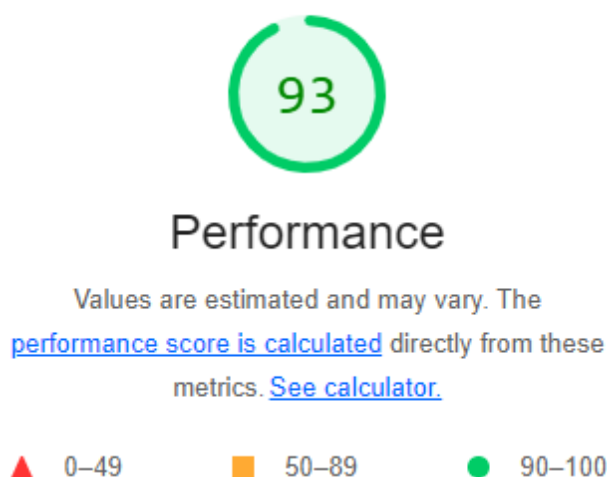 93
Performance
Values are estimated and may vary. The
performance score is calculated directly from these
metrics. See calculator.
0–49 50–89 90–100